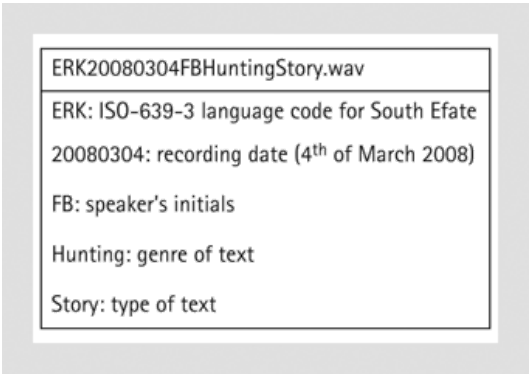 ERK20080304FBHuntingStory.wav
ERK: ISO-639-3 language code for South Efate
20080304: recording date (4th of March 2008)
FB: speaker's initials
Hunting: genre of text
Story: type of text